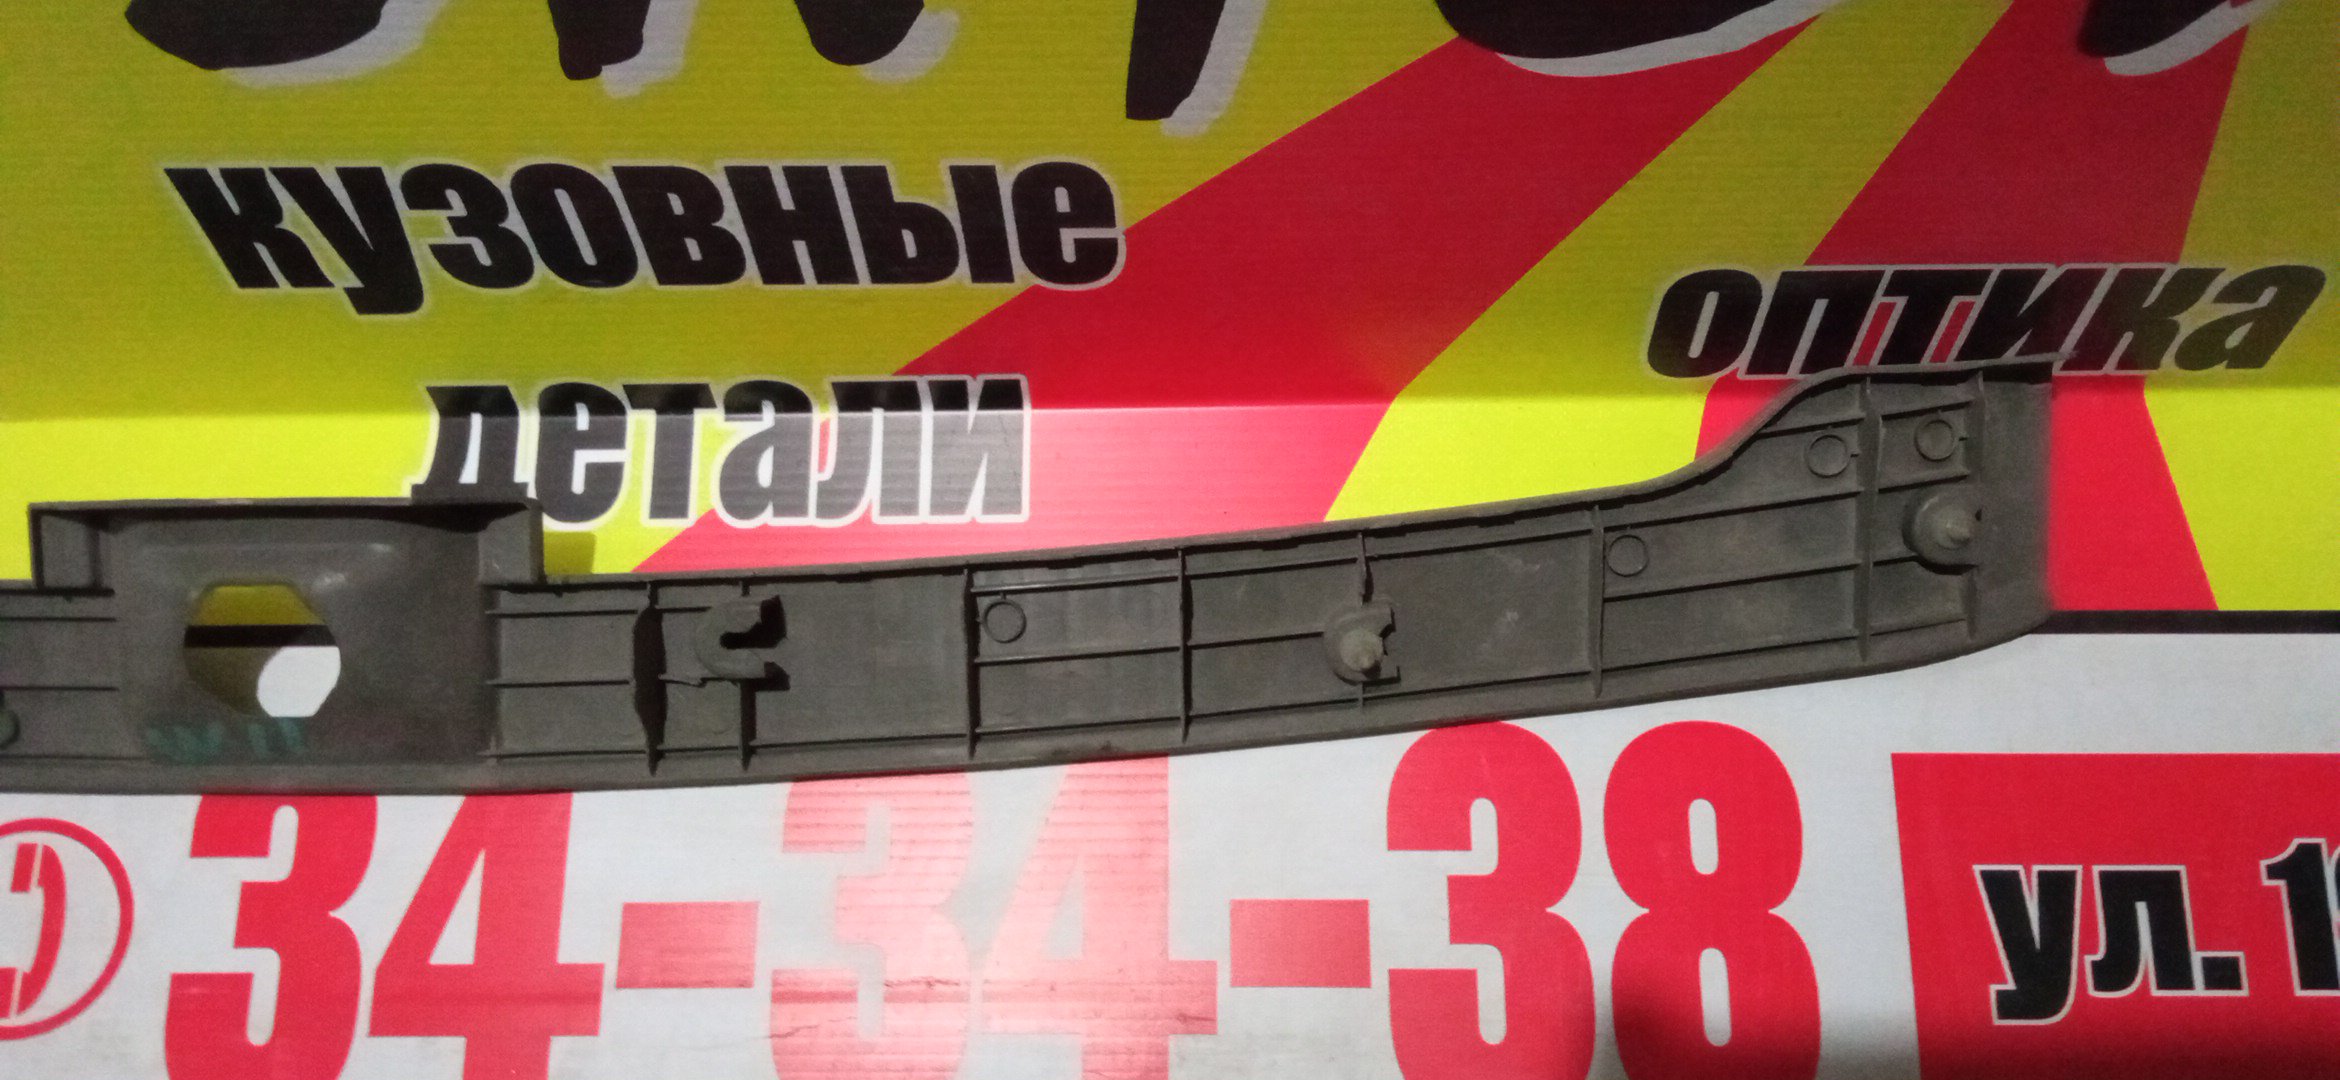 кузовные
оптика
детали
34-34-38
ул.